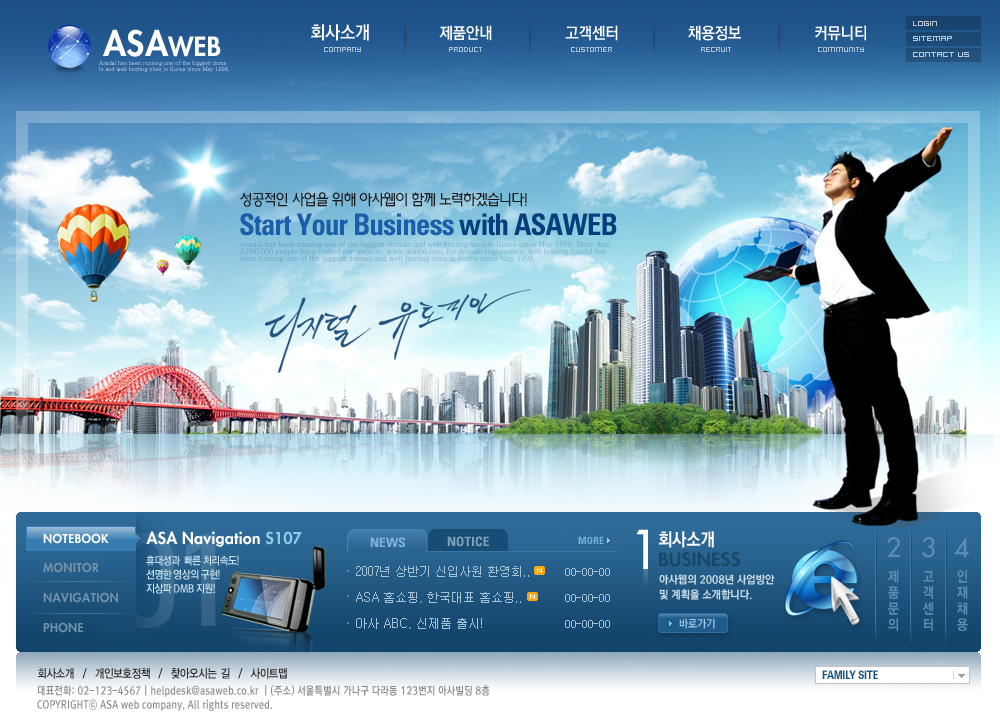 ASAWEB
Asadal has been running one of the biggest doma
in and web hosting sites in Korea since May 1998.
회사소개
COMPANY
제품안내
PRODUCT
고객센터
CUSTOMER
채용정보
RECRUIT
커뮤니티
COMMUNITY
LOGIN
SITEMAP
CONTACT US
성공적인 사업을 위해 아사웹이 함께 노력하겠습니다!
Start Your Business with ASAWEB
Asadal has been running one of the biggest domain and web hosting sites in Korea since May 1998. More than
2,000,000 people have visited our website, www.asadal.com, for domain registration, web hosting.Asadal has
been running one of the biggest domain and web hosting sites in Korea since May 1998.
디지털 유토피아
NOTEBOOK
MONITOR
NAVIGATION
PHONE
01
ASA Navigation S107
휴대성과 빠른 처리속도!
선명한 영상의 구현!
지상파 DMB 지원!
NEWS
NOTICE
MORE
· 2007년 상반기 신입사원 환영회.. N 00-00-00
· ASA 홈쇼핑, 한국대표 홈쇼핑.. N 00-00-00
· 아사 ABC, 신제품 출시! 00-00-00
1 회사소개
BUSINESS
아사웹의 2008년 사업방안
및 계획을 소개합니다.
바로가기
2 제품문의
3 고객센터
4 인재채용
회사소개 / 개인보호정책 / 찾아오시는 길 / 사이트맵
대표전화: 02-123-4567 | helpdesk@asaweb.co.kr | (주소) 서울특별시 가나구 다라동 123번지 아사빌딩 8층
COPYRIGHTⓒ ASA web company. All rights reserved.
FAMILY SITE